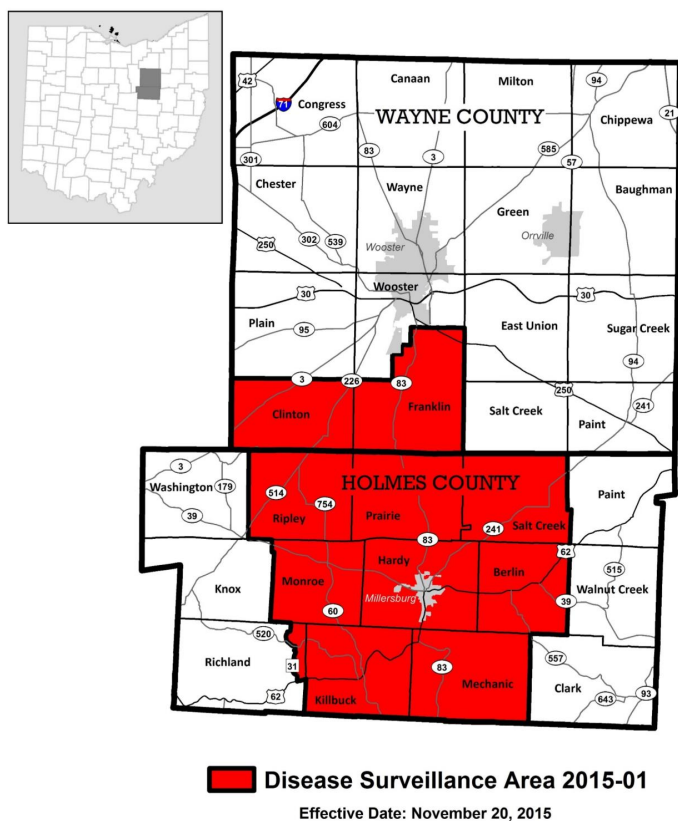 42
71
Congress
Canaan
Milton
94
WAYNE COUNTY
Chippewa
21
604
83
3
585
57
301
Chester
Wayne
Baughman
Green
302
539
Wooster
Orrville
250
Wooster
30
30
Plain
95
East Union
Sugar Creek
94
3
226
83
250
241
Clinton
Franklin
Salt Creek
Paint
3
Washington
179
HOLMES COUNTY
Paint
39
514
754
Ripley
Prairie
241
Salt Creek
83
62
Hardy
Knox
Monroe
Berlin
515
Walnut Creek
Millersburg
39
60
520
Richland
31
83
557
62
Killbuck
Mechanic
Clark
643
93
Disease Surveillance Area 2015-01
Effective Date: November 20, 2015